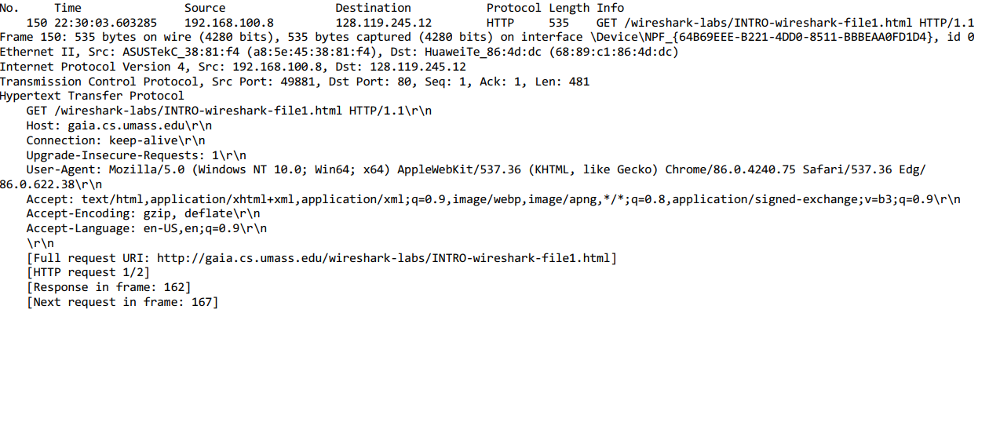 No.     Time               Source                Destination           Protocol Length Info
    150 22:30:03.603285    192.168.100.8         128.119.245.12        HTTP     535    GET /wireshark-labs/INTRO-wireshark-file1.html HTTP/1.1
Frame 150: 535 bytes on wire (4280 bits), 535 bytes captured (4280 bits) on interface \Device\NPF_{64B69EEE-B221-4DD0-8511-BBBEAA0FD1D4}, id 0
Ethernet II, Src: ASUSTekC_38:81:f4 (a8:5e:45:38:81:f4), Dst: HuaweiTe_86:4d:dc (68:89:c1:86:4d:dc)
Internet Protocol Version 4, Src: 192.168.100.8, Dst: 128.119.245.12
Transmission Control Protocol, Src Port: 49881, Dst Port: 80, Seq: 1, Ack: 1, Len: 481
Hypertext Transfer Protocol
    GET /wireshark-labs/INTRO-wireshark-file1.html HTTP/1.1\r\n
    Host: gaia.cs.umass.edu\r\n
    Connection: keep-alive\r\n
    Upgrade-Insecure-Requests: 1\r\n
    User-Agent: Mozilla/5.0 (Windows NT 10.0; Win64; x64) AppleWebKit/537.36 (KHTML, like Gecko) Chrome/86.0.4240.75 Safari/537.36 Edg/
86.0.622.38\r\n
    Accept: text/html,application/xhtml+xml,application/xml;q=0.9,image/webp,image/apng,*/*;q=0.8,application/signed-exchange;v=b3;q=0.9\r\n
    Accept-Encoding: gzip, deflate\r\n
    Accept-Language: en-US,en;q=0.9\r\n
    \r\n
    [Full request URI: http://gaia.cs.umass.edu/wireshark-labs/INTRO-wireshark-file1.html]
    [HTTP request 1/2]
    [Response in frame: 162]
    [Next request in frame: 167]